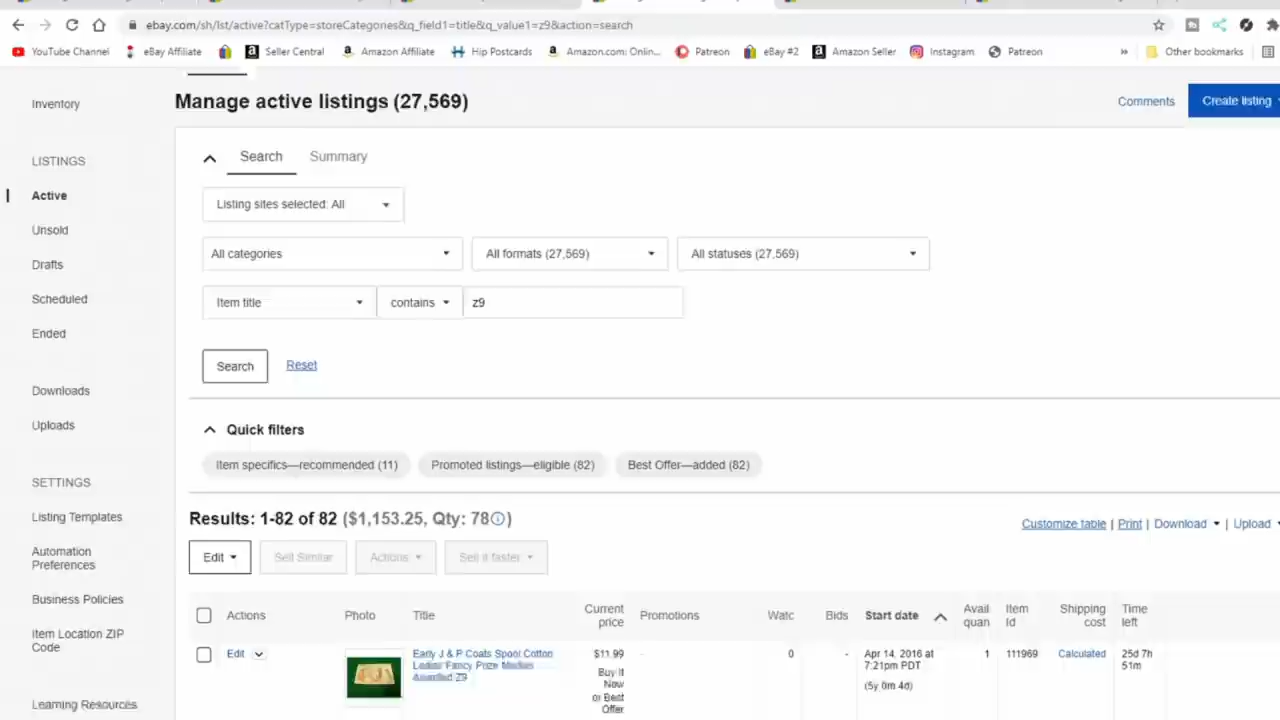 ebay.com/sh/lst/active?catType=storeCategories&q_field1=title&q_value1=z9&action=search
YouTube Channel eBay Affiliate Seller Central Amazon Affiliate Hip Postcards Amazon.com: Onlin... Patreon eBay #2 Amazon Seller Instagram Patreon » Other bookmarks
Inventory
Manage active listings (27,569)
Comments
Create listing
LISTINGS
Search Summary
Active
Listing sites selected: All
Unsold
All categories All formats (27,569) All statuses (27,569)
Drafts
Scheduled
Item title contains z9
Ended
Search Reset
Downloads
Uploads
Quick filters
Item specifics—recommended (11) Promoted listings—eligible (82) Best Offer—added (82)
SETTINGS
Listing Templates
Results: 1-82 of 82 ($1,153.25, Qty: 78)
Customize table | Print | Download | Upload
Automation
Preferences
Edit Sell Similar Actions Sell it faster
Business Policies
Item Location ZIP
Code
Actions Photo Title Current
price Promotions Watc Bids Start date Avail
quan Item
Id Shipping
cost Time
left
Edit
Early J & P Coats Spool Cotton
Ladies' Fancy Prize Medals
Awarded Z9
$11.99
Buy It
Now
or Best
Offer
-
0
-
Apr 14, 2016 at
7:21pm PDT
(5y 0m 4d)
1
111969
Calculated
25d 7h
51m
Learning Resources